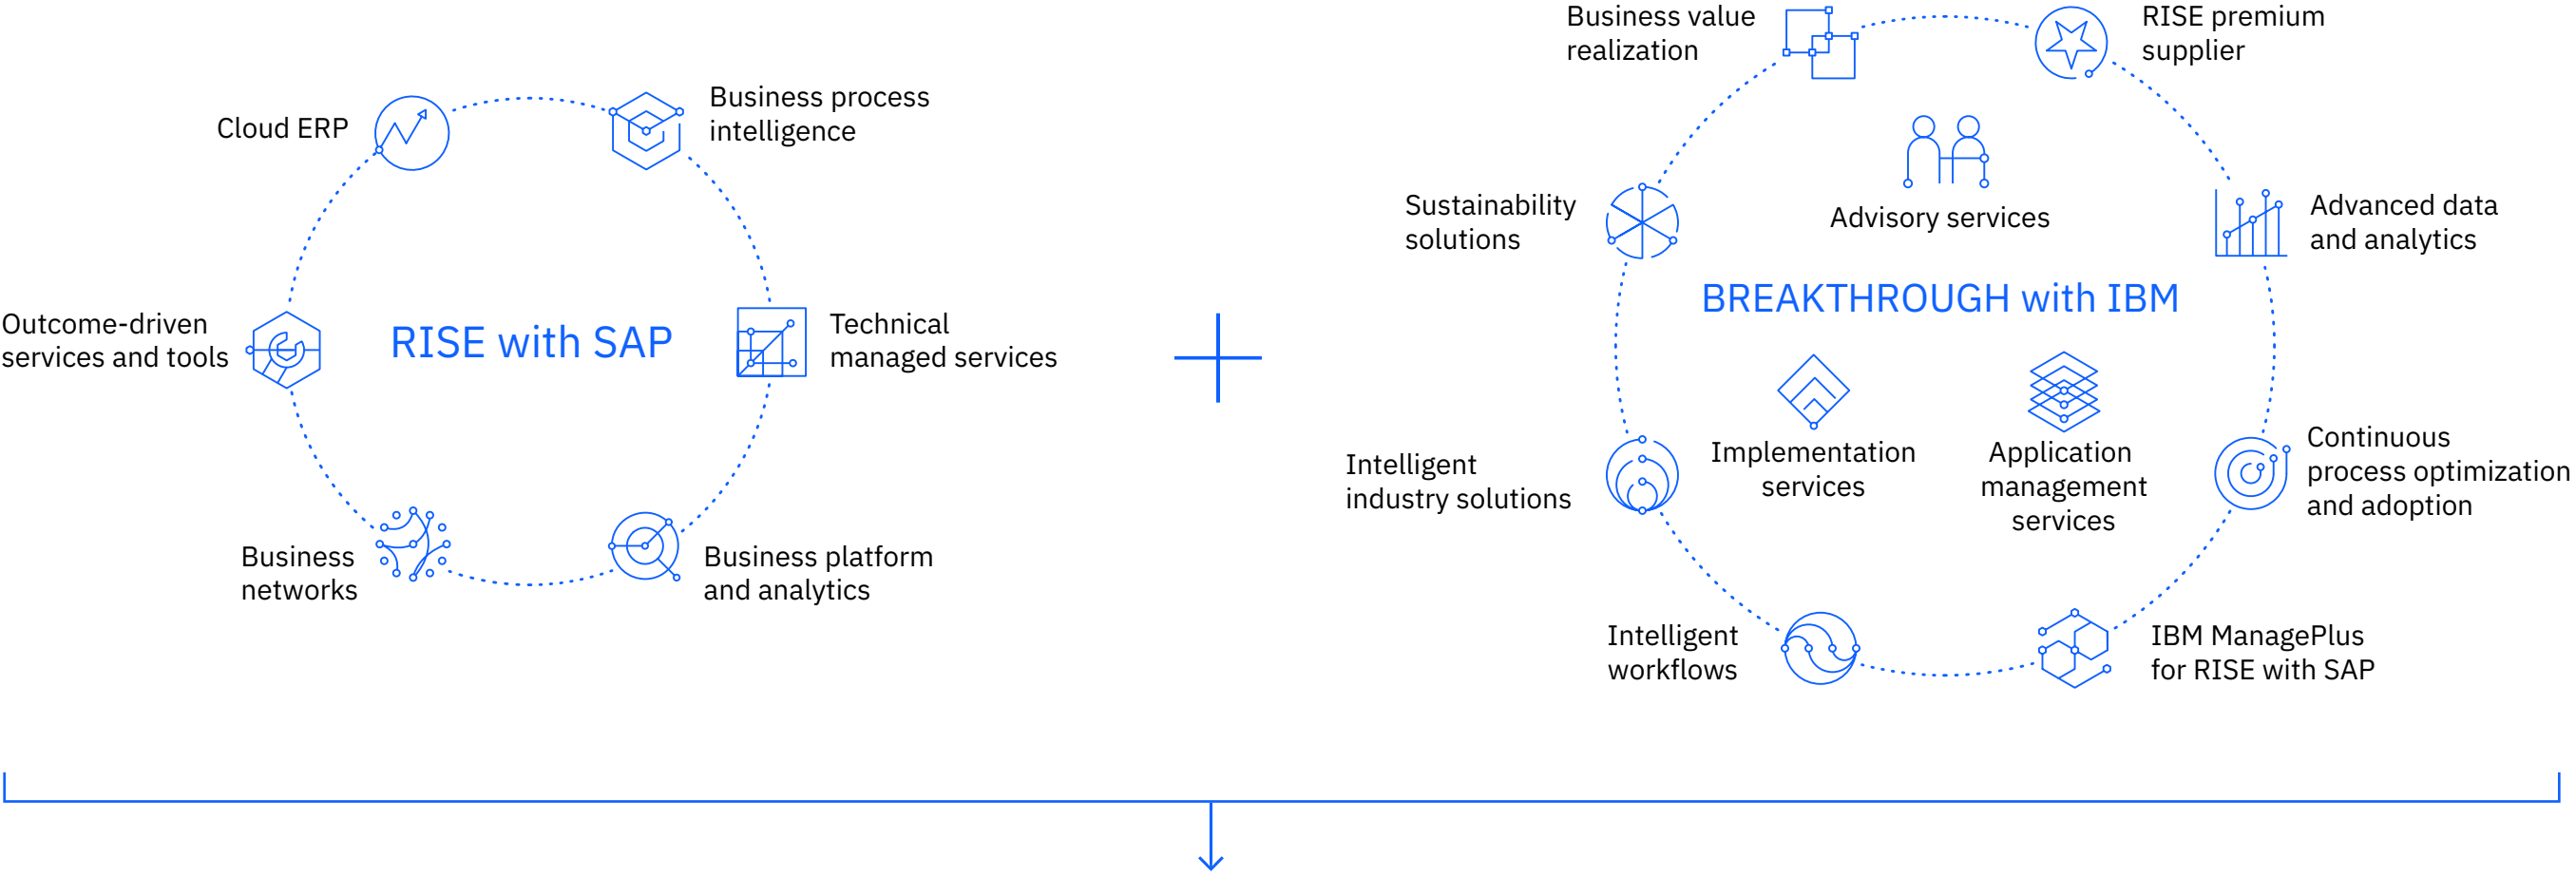 Cloud ERP
Business process
intelligence
Outcome-driven
services and tools
RISE with SAP
Technical
managed services
Business
networks
Business platform
and analytics
Business value
realization
RISE premium
supplier
Sustainability
solutions
Advisory services
Advanced data
and analytics
BREAKTHROUGH with IBM
Intelligent
industry solutions
Implementation
services
Application
management
services
Continuous
process optimization
and adoption
Intelligent
workflows
IBM ManagePlus
for RISE with SAP